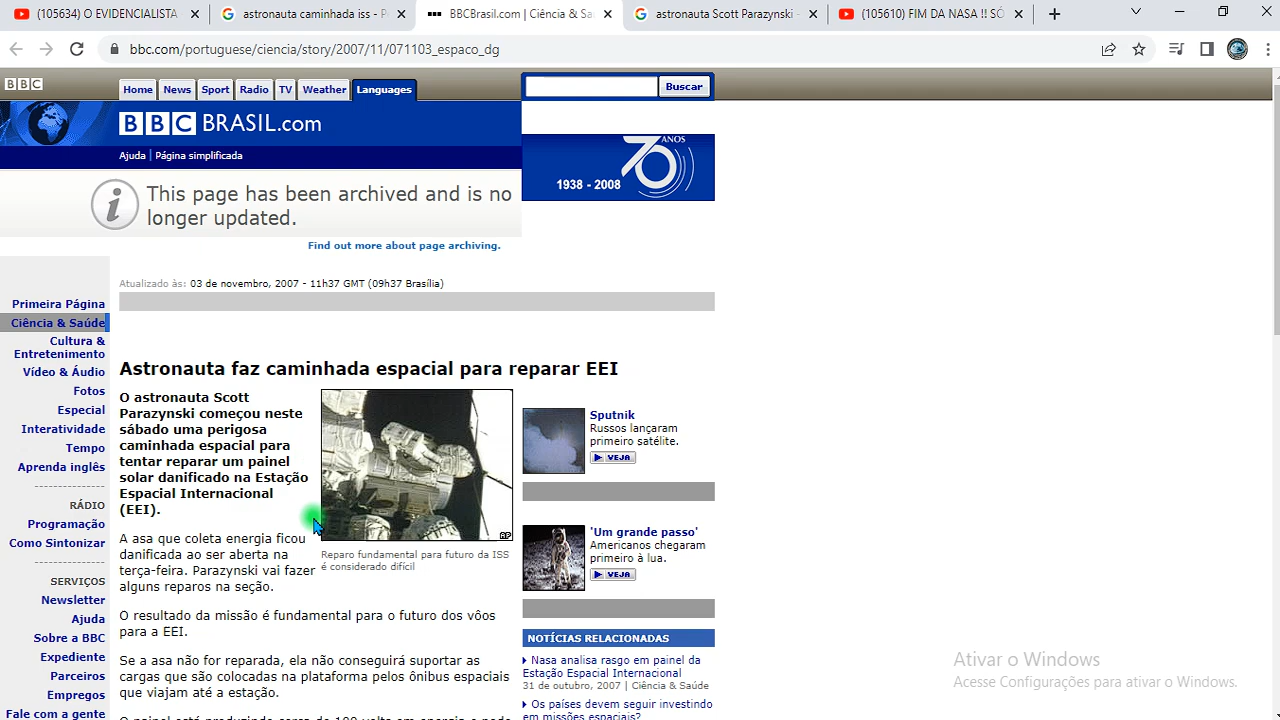 (105634) O EVIDENCIALISTA
astronauta caminhada iss - P
BBCBrasil.com | Ciência & Sa
astronauta Scott Parazynski -
(105610) FIM DA NASA !! SÓ
bbc.com/portuguese/ciencia/story/2007/11/071103_espaco_dg
BBC
Home
News
Sport
Radio
TV
Weather
Languages
Buscar
BBC BRASIL.com
Ajuda | Página simplificada
70 ANOS
1938 - 2008
This page has been archived and is no
longer updated.
Find out more about page archiving.
Atualizado às: 03 de novembro, 2007 - 11h37 GMT (09h37 Brasília)
Primeira Página
Ciência & Saúde
Cultura &
Entretenimento
Vídeo & Áudio
Fotos
Especial
Interatividade
Tempo
Aprenda inglês
RÁDIO
Programação
Como Sintonizar
SERVIÇOS
Newsletter
Ajuda
Sobre a BBC
Expediente
Parceiros
Empregos
Fale com a gente
Astronauta faz caminhada espacial para reparar EEI
O astronauta Scott
Parazynski começou neste
sábado uma perigosa
caminhada espacial para
tentar reparar um painel
solar danificado na Estação
Espacial Internacional
(EEI).
AP
Reparo fundamental para futuro da ISS
é considerado difícil
A asa que coleta energia ficou
danificada ao ser aberta na
terça-feira. Parazynski vai fazer
alguns reparos na seção.
O resultado da missão é fundamental para o futuro dos vôos
para a EEI.
Se a asa não for reparada, ela não conseguirá suportar as
cargas que são colocadas na plataforma pelos ônibus espaciais
que viajam até a estação.
O painel está produzindo cerca de 100 volts em energia e pode
Sputnik
Russos lançaram
primeiro satélite.
VEJA
'Um grande passo'
Americanos chegaram
primeiro à lua.
VEJA
NOTÍCIAS RELACIONADAS
Nasa analisa rasgo em painel da
Estação Espacial Internacional
31 de outubro, 2007 | Ciência & Saúde
Os países devem seguir investindo
em missões espaciais?
Ativar o Windows
Acesse Configurações para ativar o Windows.